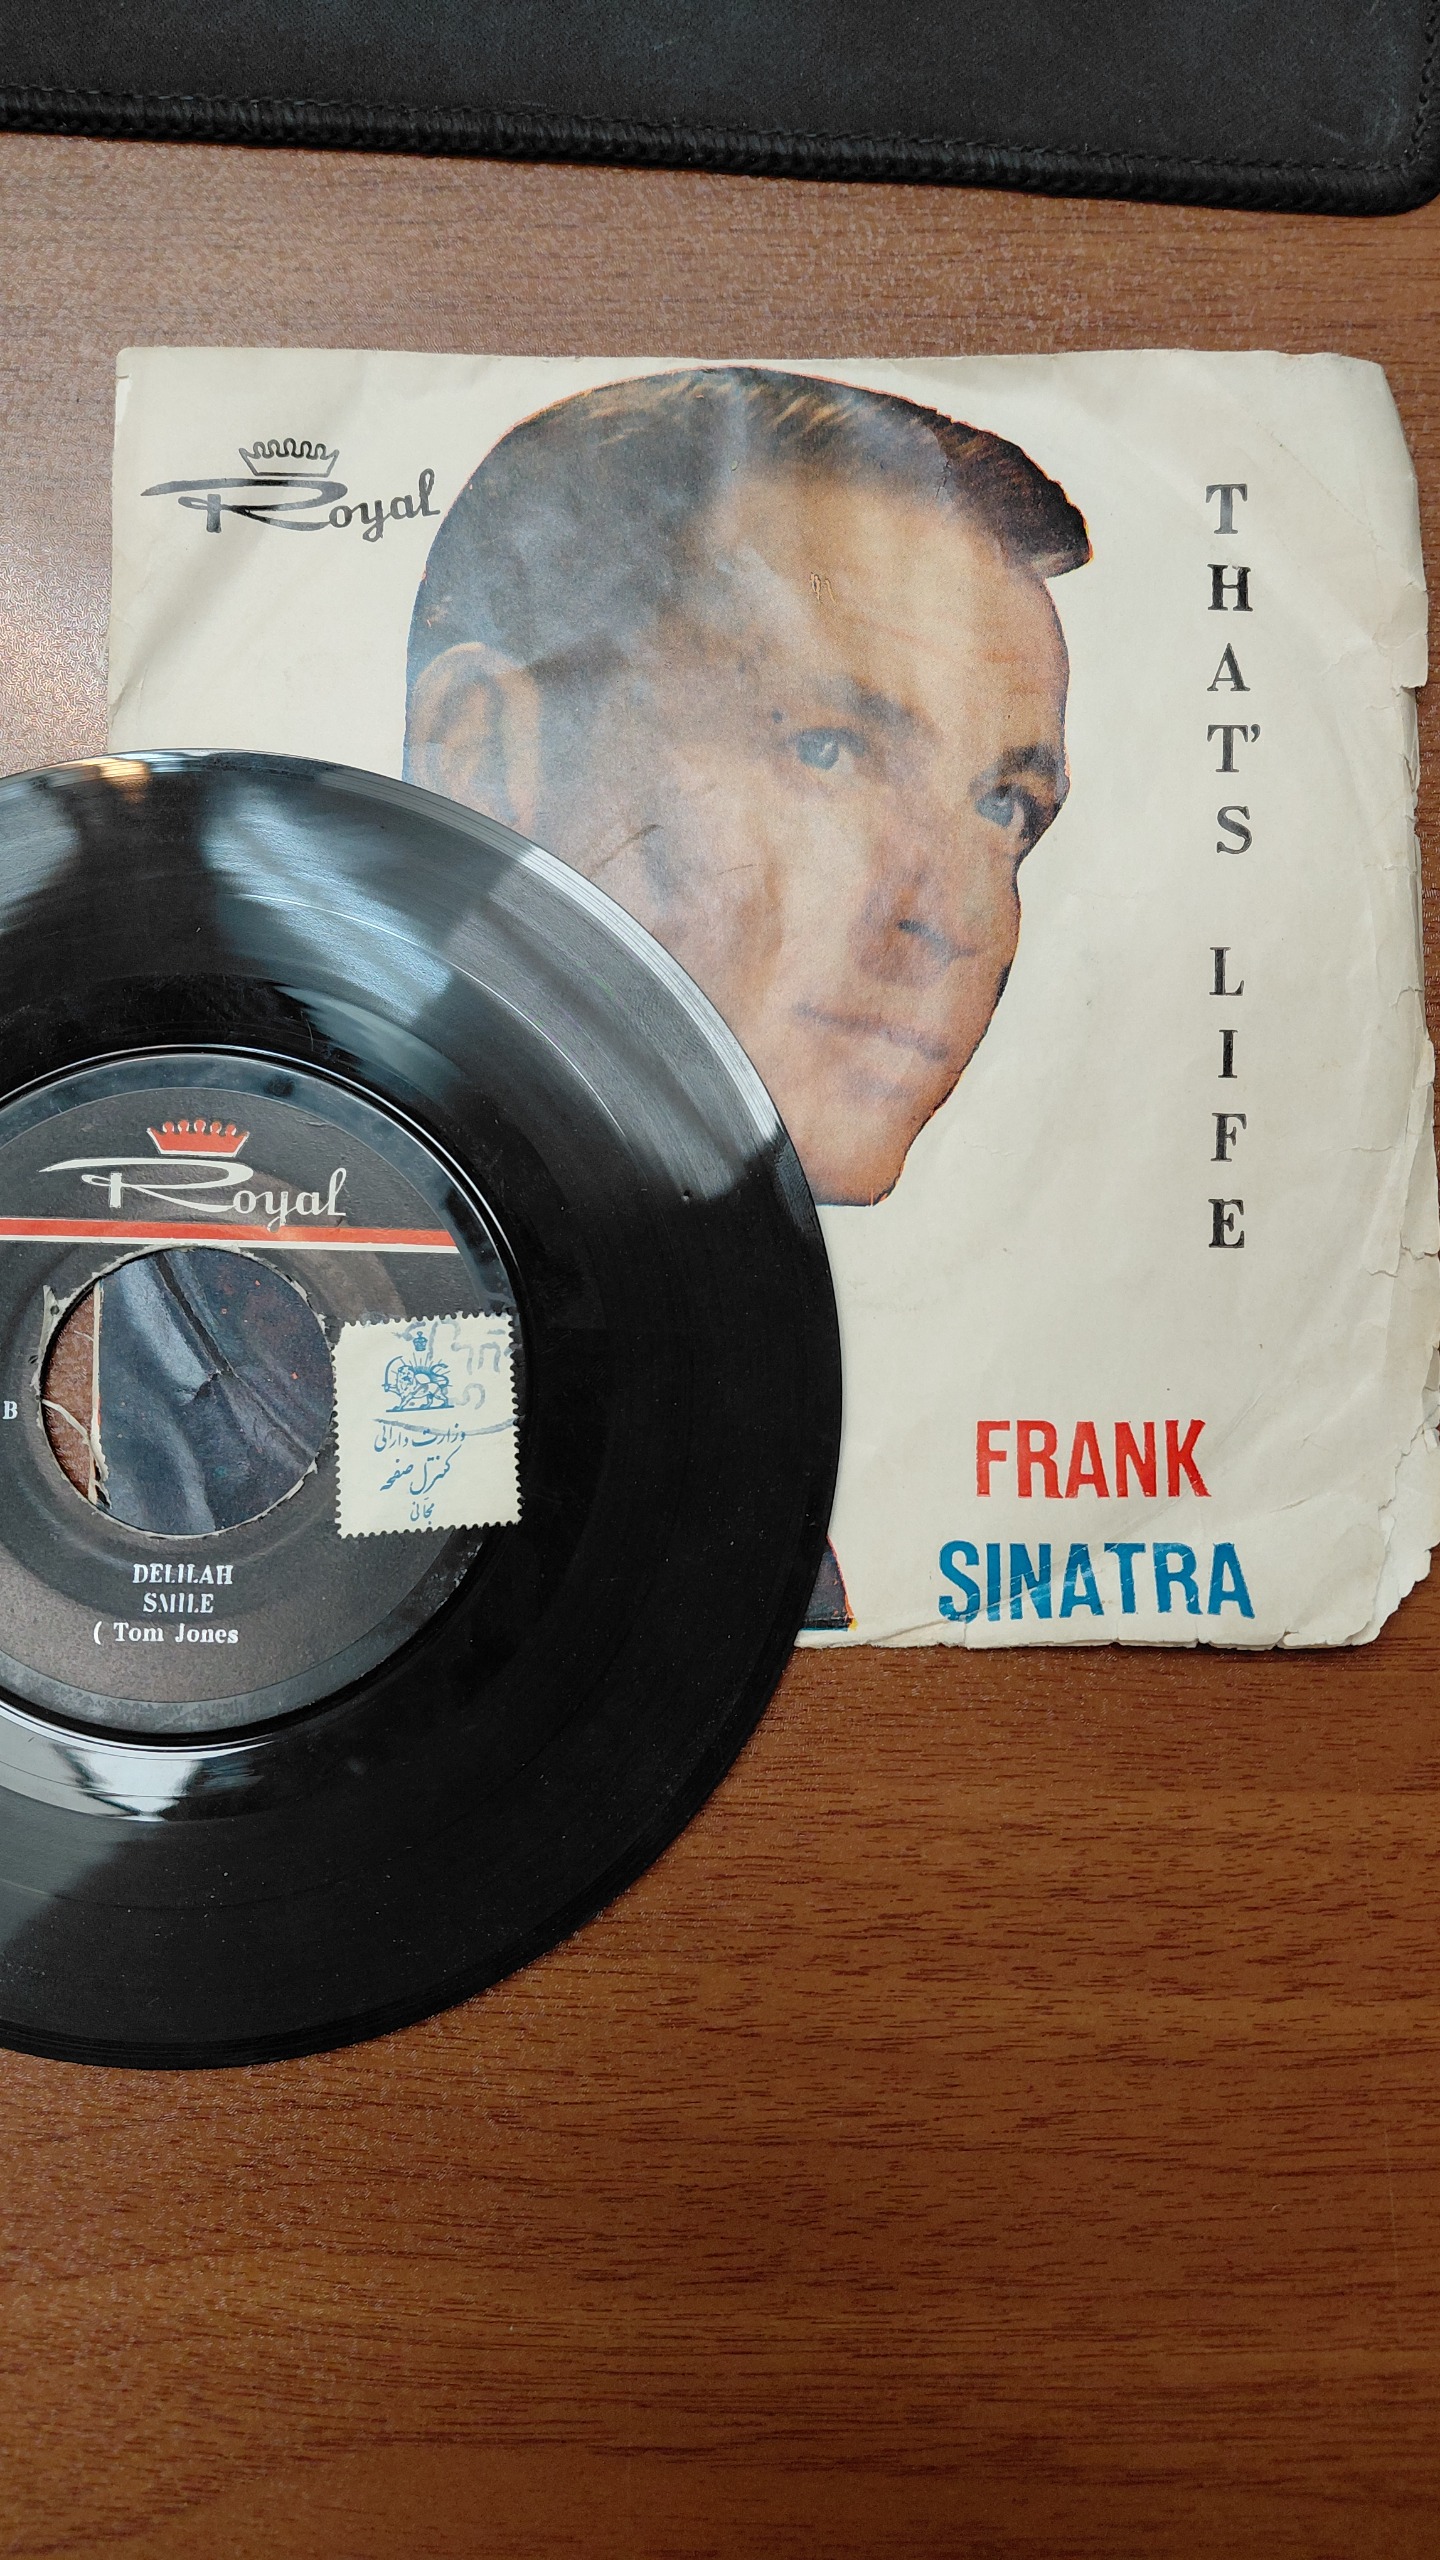 Royal
THAT'S LIFE
FRANK
SINATRA
Royal
B
وزارت دارائی
کنترل صفحه
مجانی
DELILAH
SMILE
( Tom Jones